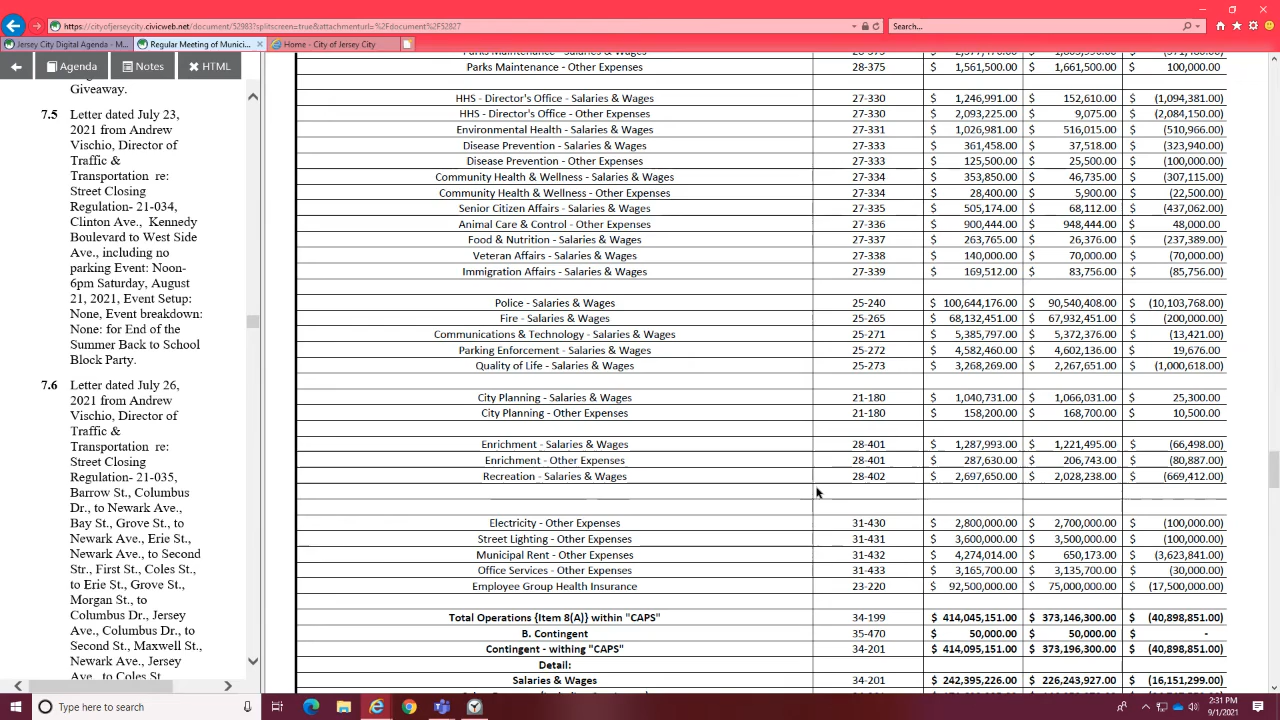 https://cityofjerseycity.civicweb.net/document/52983?splitscreen=true&attachmenturl=%2Fdocument%2F52827
Search...
Jersey City Digital Agenda - M...
Regular Meeting of Munici...
Home - City of Jersey City
Agenda
Notes
HTML
Giveaway.
7.5 Letter dated July 23,
2021 from Andrew
Vischio, Director of
Traffic &
Transportation re:
Street Closing
Regulation- 21-034,
Clinton Ave., Kennedy
Boulevard to West Side
Ave., including no
parking Event: Noon-
6pm Saturday, August
21, 2021, Event Setup:
None, Event breakdown:
None: for End of the
Summer Back to School
Block Party.
7.6 Letter dated July 26,
2021 from Andrew
Vischio, Director of
Traffic &
Transportation re:
Street Closing
Regulation- 21-035,
Barrow St., Columbus
Dr., to Newark Ave.,
Bay St., Grove St., to
Newark Ave., Erie St.,
Newark Ave., to Second
Str., First St., Coles St.,
to Erie St., Grove St.,
Morgan St., to
Columbus Dr., Jersey
Ave., Columbus Dr., to
Second St., Maxwell St.,
Newark Ave., Jersey
Ave., to Coles St
Parks Maintenance - Other Expenses 28-375 $ 1,561,500.00 $ 1,661,500.00 $ 100,000.00
HHS - Director's Office - Salaries & Wages 27-330 $ 1,246,991.00 $ 152,610.00 $ (1,094,381.00)
HHS - Director's Office - Other Expenses 27-330 $ 2,093,225.00 $ 9,075.00 $ (2,084,150.00)
Environmental Health - Salaries & Wages 27-331 $ 1,026,981.00 $ 516,015.00 $ (510,966.00)
Disease Prevention - Salaries & Wages 27-333 $ 361,458.00 $ 37,518.00 $ (323,940.00)
Disease Prevention - Other Expenses 27-333 $ 125,500.00 $ 25,500.00 $ (100,000.00)
Community Health & Wellness - Salaries & Wages 27-334 $ 353,850.00 $ 46,735.00 $ (307,115.00)
Community Health & Wellness - Other Expenses 27-334 $ 28,400.00 $ 5,900.00 $ (22,500.00)
Senior Citizen Affairs - Salaries & Wages 27-335 $ 505,174.00 $ 68,112.00 $ (437,062.00)
Animal Care & Control - Other Expenses 27-336 $ 900,444.00 $ 948,444.00 $ 48,000.00
Food & Nutrition - Salaries & Wages 27-337 $ 263,765.00 $ 26,376.00 $ (237,389.00)
Veteran Affairs - Salaries & Wages 27-338 $ 140,000.00 $ 70,000.00 $ (70,000.00)
Immigration Affairs - Salaries & Wages 27-339 $ 169,512.00 $ 83,756.00 $ (85,756.00)
Police - Salaries & Wages 25-240 $ 100,644,176.00 $ 90,540,408.00 $ (10,103,768.00)
Fire - Salaries & Wages 25-265 $ 68,132,451.00 $ 67,932,451.00 $ (200,000.00)
Communications & Technology - Salaries & Wages 25-271 $ 5,385,797.00 $ 5,372,376.00 $ (13,421.00)
Parking Enforcement - Salaries & Wages 25-272 $ 4,582,460.00 $ 4,602,136.00 $ 19,676.00
Quality of Life - Salaries & Wages 25-273 $ 3,268,269.00 $ 2,267,651.00 $ (1,000,618.00)
City Planning - Salaries & Wages 21-180 $ 1,040,731.00 $ 1,066,031.00 $ 25,300.00
City Planning - Other Expenses 21-180 $ 158,200.00 $ 168,700.00 $ 10,500.00
Enrichment - Salaries & Wages 28-401 $ 1,287,993.00 $ 1,221,495.00 $ (66,498.00)
Enrichment - Other Expenses 28-401 $ 287,630.00 $ 206,743.00 $ (80,887.00)
Recreation - Salaries & Wages 28-402 $ 2,697,650.00 $ 2,028,238.00 $ (669,412.00)
Electricity - Other Expenses 31-430 $ 2,800,000.00 $ 2,700,000.00 $ (100,000.00)
Street Lighting - Other Expenses 31-431 $ 3,600,000.00 $ 3,500,000.00 $ (100,000.00)
Municipal Rent - Other Expenses 31-432 $ 4,274,014.00 $ 650,173.00 $ (3,623,841.00)
Office Services - Other Expenses 31-433 $ 3,165,700.00 $ 3,135,700.00 $ (30,000.00)
Employee Group Health Insurance 23-220 $ 92,500,000.00 $ 75,000,000.00 $ (17,500,000.00)
Total Operations {Item 8(A)} within "CAPS" 34-199 $ 414,045,151.00 $ 373,146,300.00 $ (40,898,851.00)
B. Contingent 35-470 $ 50,000.00 $ 50,000.00 $ -
Contingent - withing "CAPS" 34-201 $ 414,095,151.00 $ 373,196,300.00 $ (40,898,851.00)
Detail:
Salaries & Wages 34-201 $ 242,395,226.00 $ 226,243,927.00 $ (16,151,299.00)
Type here to search
2:31 PM
9/1/2021